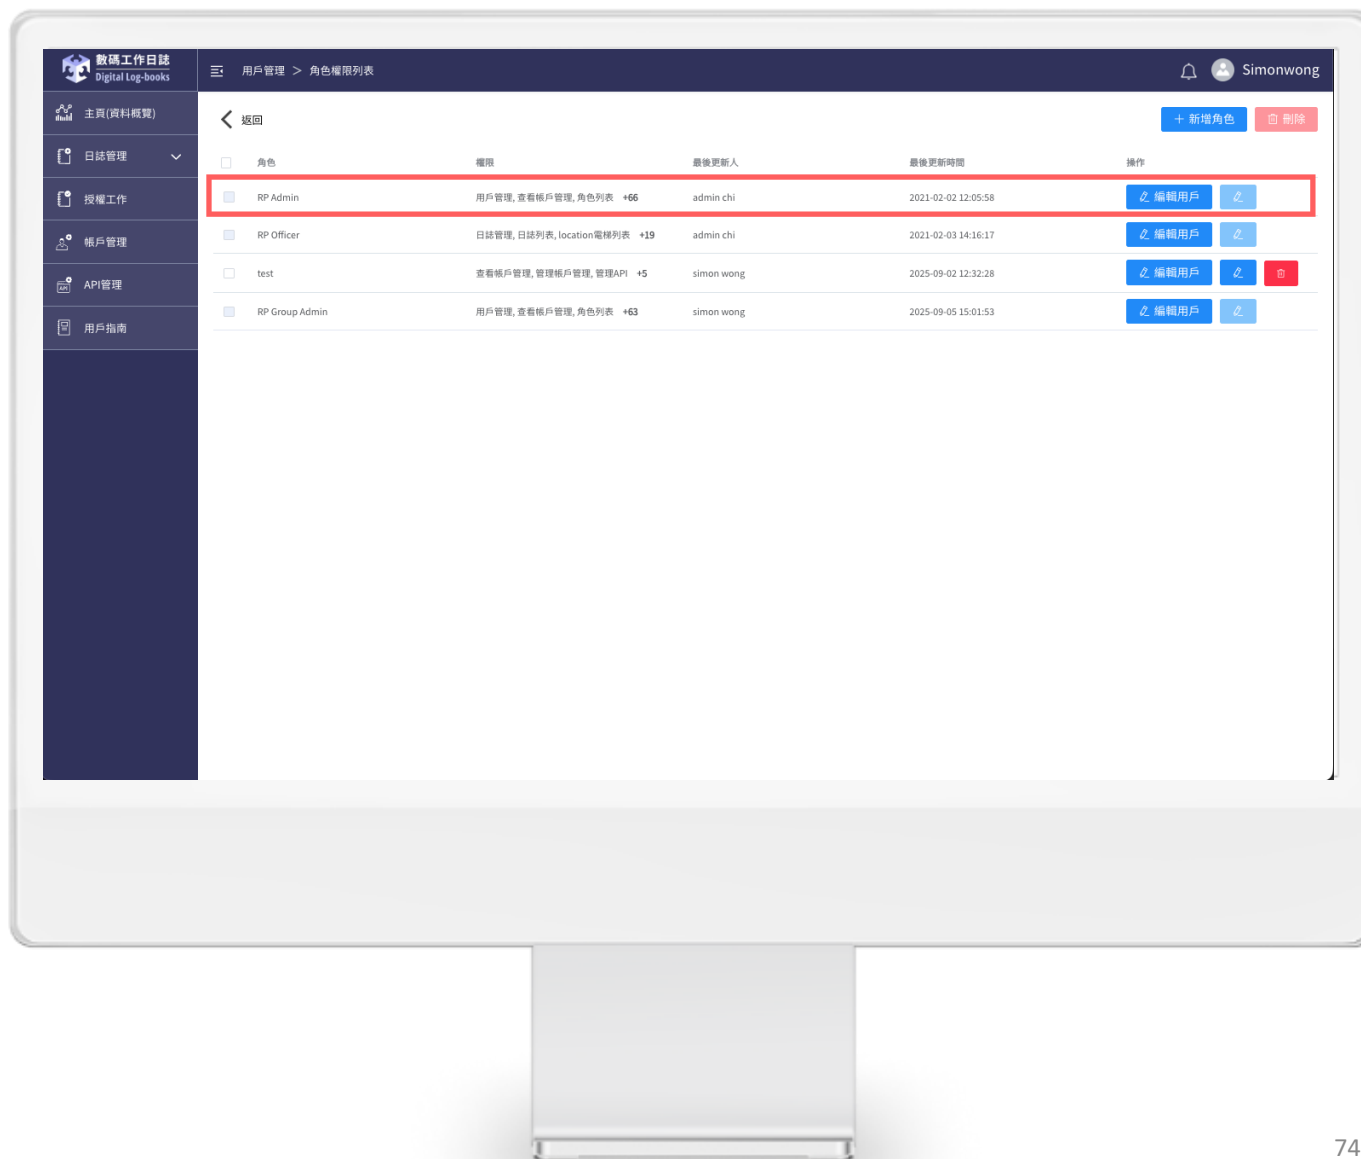 數碼工作日誌
Digital Log-books
用戶管理 > 角色權限列表
Simonwong
主頁(資料概覽)
日誌管理
授權工作
帳戶管理
API管理
用戶指南
返回
+ 新增角色 刪除
角色 權限 最後更新人 最後更新時間 操作
RP Admin 用戶管理, 查看帳戶管理, 角色列表 +66 admin chi 2021-02-02 12:05:58 編輯用戶
RP Officer 日誌管理, 日誌列表, location電梯列表 +19 admin chi 2021-02-03 14:16:17 編輯用戶
test 查看帳戶管理, 管理帳戶管理, 管理API +5 simon wong 2025-09-02 12:32:28 編輯用戶
RP Group Admin 用戶管理, 查看帳戶管理, 角色列表 +63 simon wong 2025-09-05 15:01:53 編輯用戶
74